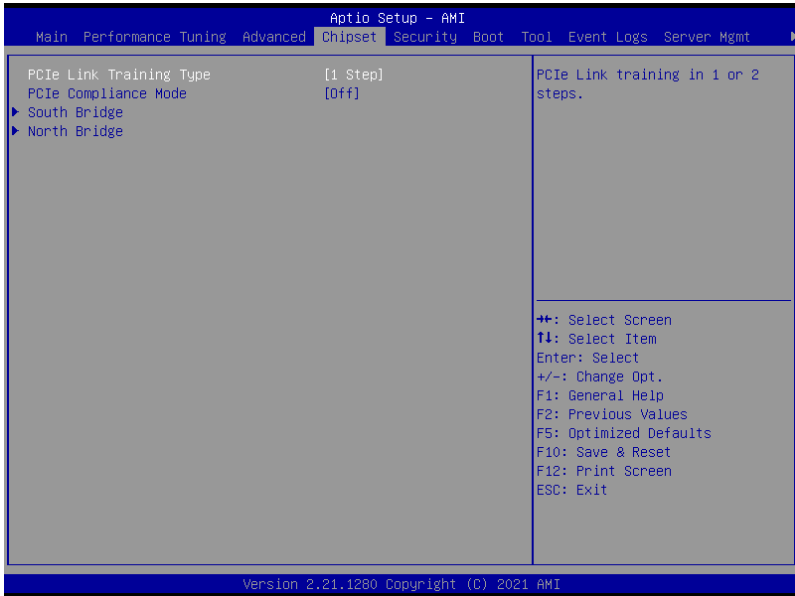 Aptio Setup - AMI
Main Performance Tuning Advanced Chipset Security Boot Tool Event Logs Server Mgmt
PCIe Link Training Type [1 Step]
PCIe Compliance Mode [Off]
South Bridge
North Bridge
PCIe Link training in 1 or 2
steps.
→←: Select Screen
↑↓: Select Item
Enter: Select
+/-: Change Opt.
F1: General Help
F2: Previous Values
F5: Optimized Defaults
F10: Save & Reset
F12: Print Screen
ESC: Exit
Version 2.21.1280 Copyright (C) 2021 AMI